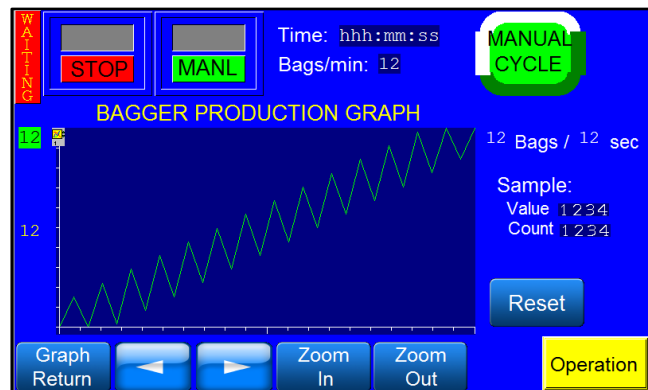 WAITING
STOP
MANL
Time: hhh:mm:ss
Bags/min: 12
MANUAL
CYCLE
BAGGER PRODUCTION GRAPH
12
12
12 Bags / 12 sec
Sample:
Value 1234
Count 1234
Reset
Graph
Return
Zoom
In
Zoom
Out
Operation